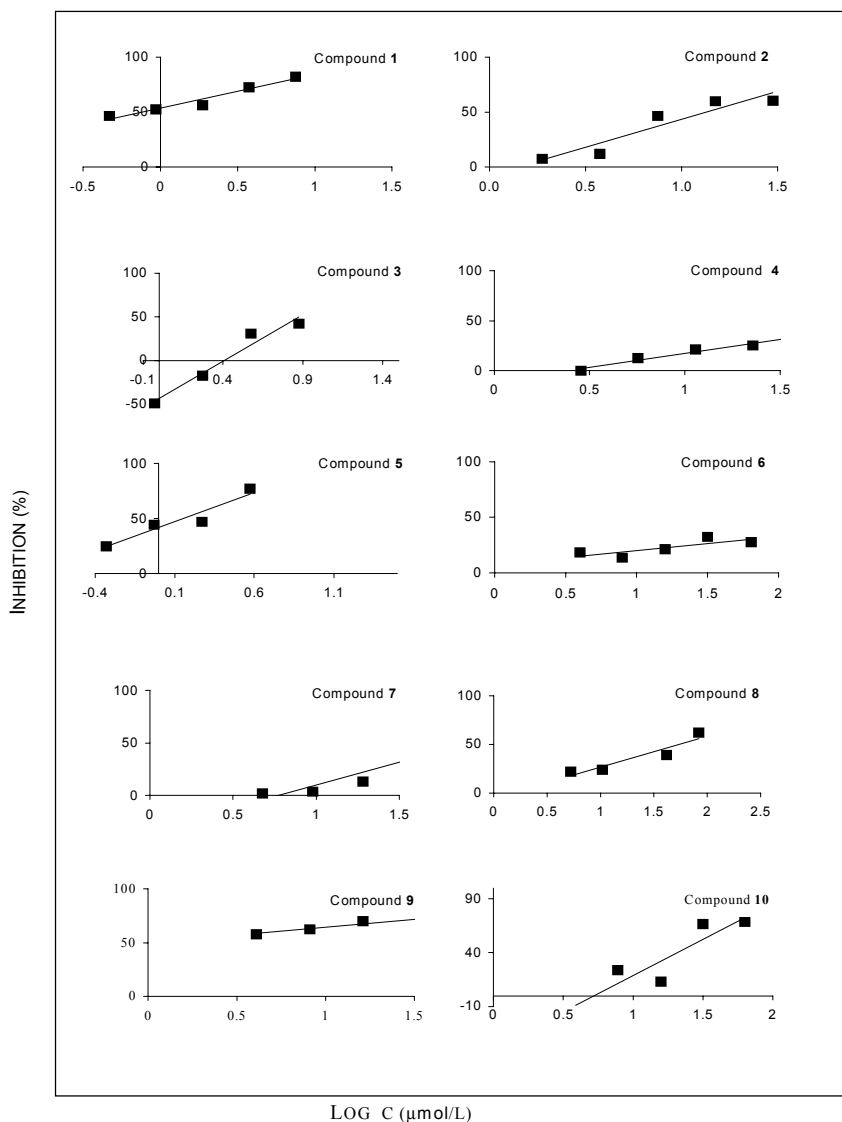 Compound 1
100
50
0
-0.5 0 0.5 1 1.5
Compound 2
100
50
0
0.0 0.5 1.0 1.5
Compound 3
100
50
0
-50
-0.1 0.4 0.9 1.4
Compound 4
100
50
0
0 0.5 1 1.5
Compound 5
100
50
0
-0.4 0.1 0.6 1.1
Compound 6
100
50
0
0 0.5 1 1.5 2
Compound 7
100
50
0
0 0.5 1 1.5
Compound 8
100
50
0
0 0.5 1 1.5 2 2.5
Compound 9
100
50
0
0 0.5 1 1.5
Compound 10
90
40
-10
0 0.5 1 1.5 2
INHIBITION (%)
LOG C (μmol/L)